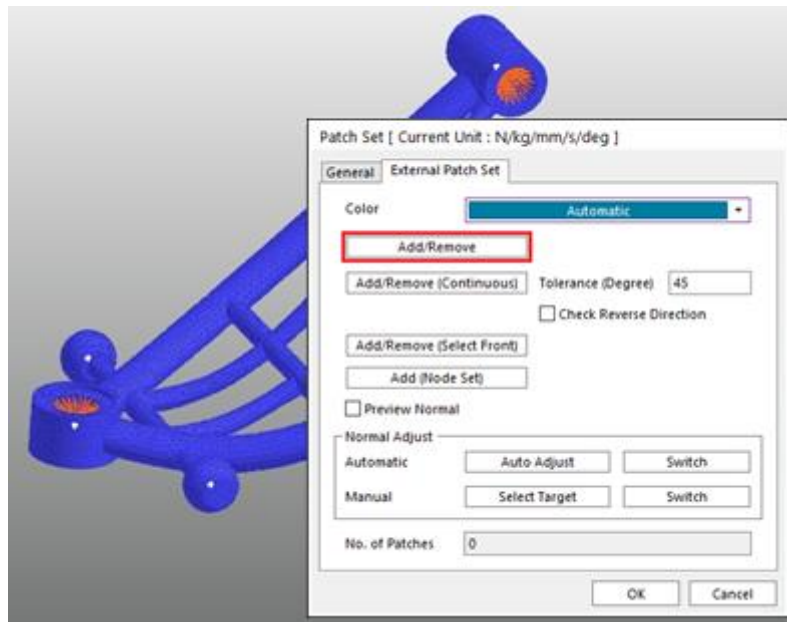 Patch Set [ Current Unit : N/kg/mm/s/deg ]
General External Patch Set
Color Automatic
Add/Remove
Add/Remove (Continuous) Tolerance (Degree) 45
Check Reverse Direction
Add/Remove (Select Front)
Add (Node Set)
Preview Normal
Normal Adjust
Automatic Auto Adjust Switch
Manual Select Target Switch
No. of Patches 0
OK Cancel